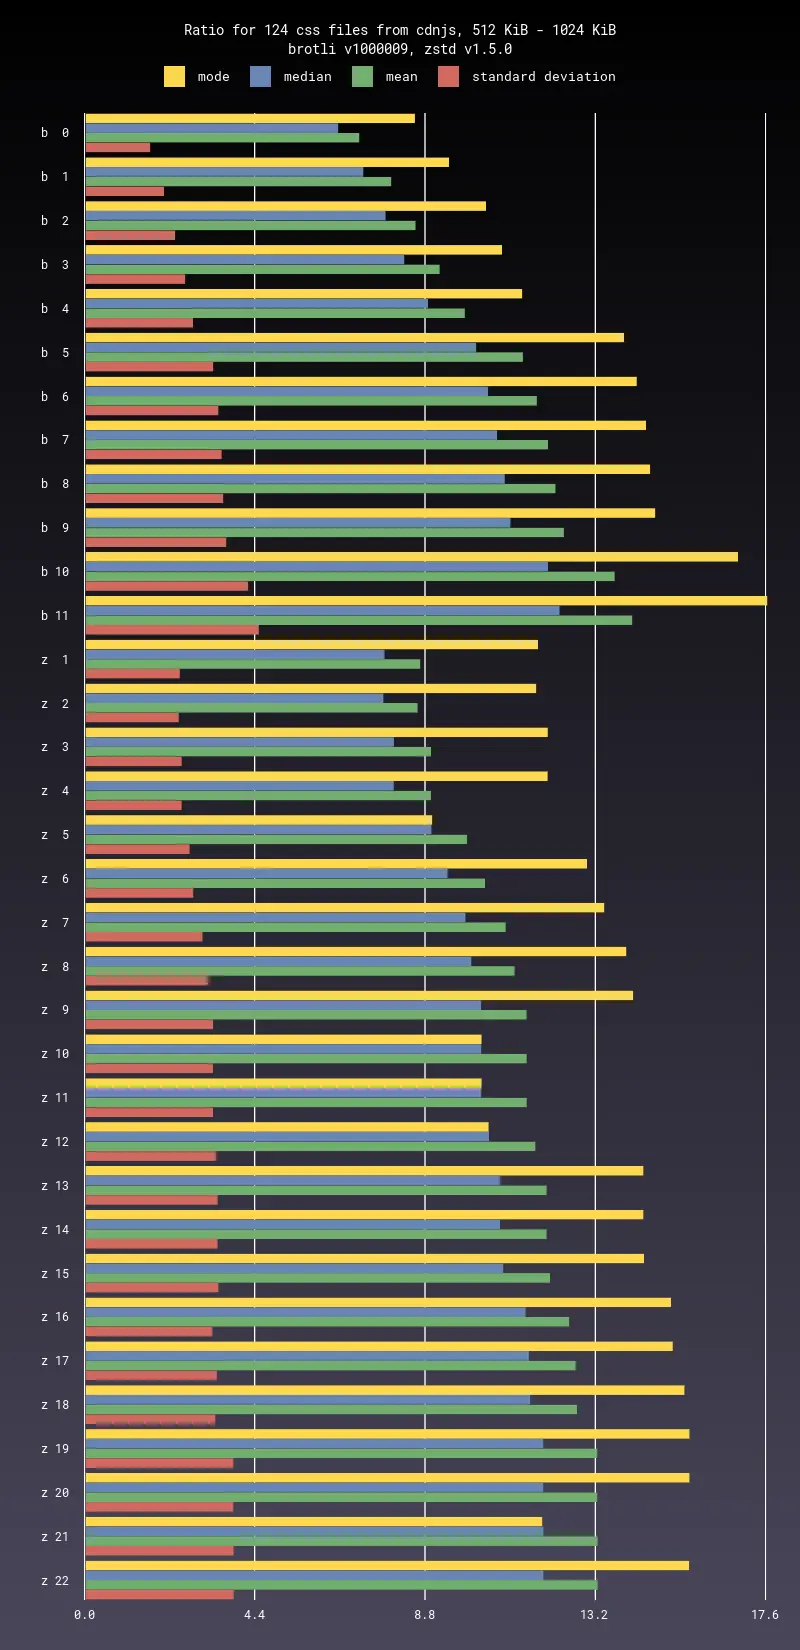 Ratio for 124 css files from cdnjs, 512 KiB - 1024 KiB
brotli v1000009, zstd v1.5.0
mode median mean standard deviation
b 0
b 1
b 2
b 3
b 4
b 5
b 6
b 7
b 8
b 9
b 10
b 11
z 1
z 2
z 3
z 4
z 5
z 6
z 7
z 8
z 9
z 10
z 11
z 12
z 13
z 14
z 15
z 16
z 17
z 18
z 19
z 20
z 21
z 22
0.0 4.4 8.8 13.2 17.6